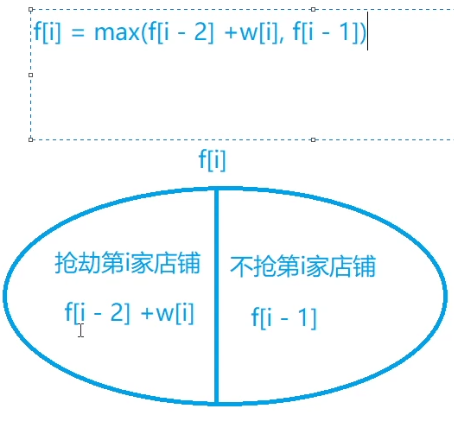 f[i] = max(f[i - 2] +w[i], f[i - 1])
f[i]
抢劫第i家店铺
不抢第i家店铺
f[i - 2] +w[i]
f[i - 1]